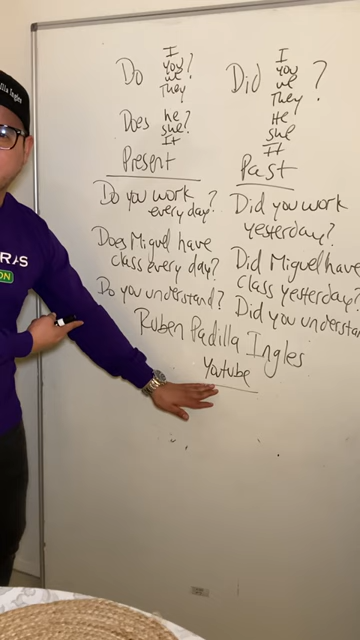 Do I you we they ?
Does he she It ?
Present
Do you work every day?
Does Miguel have class every day?
Do you understand?
Did I you we They He she It ?
Past
Did you work yesterday?
Did Miguel have class yesterday?
Did you understan
Ruben Padilla Ingles
Youtube
ON